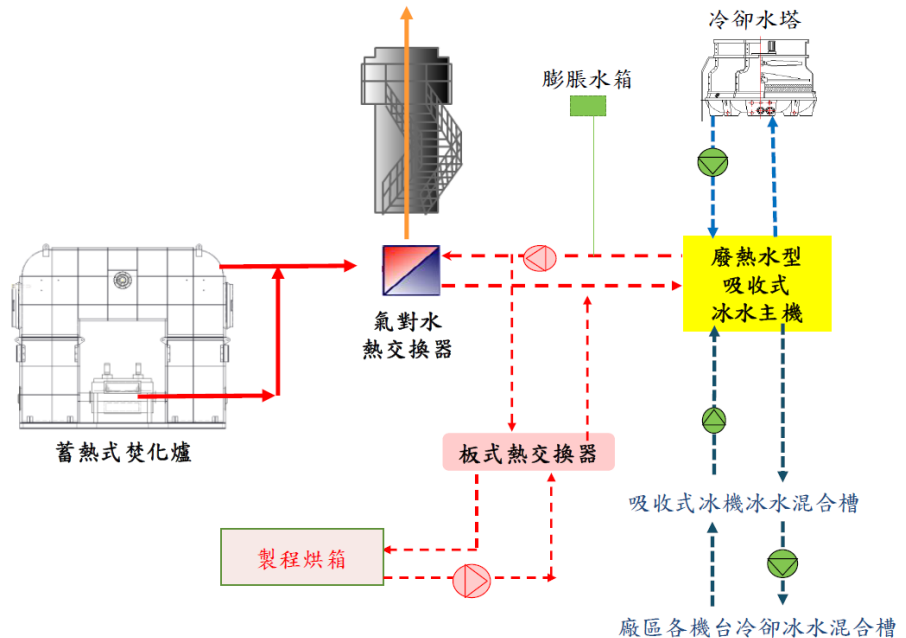 冷卻水塔
膨脹水箱
廢熱水型
吸收式
冰水主機
氣對水
熱交換器
蓄熱式焚化爐
板式熱交換器
吸收式冰機冰水混合槽
製程烘箱
廠區各機台冷卻冰水混合槽